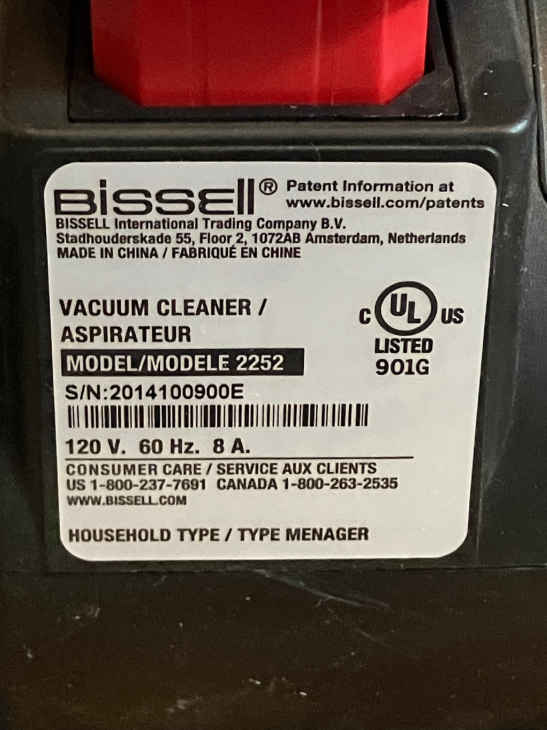 BISSELL® Patent Information at
www.bissell.com/patents
BISSELL International Trading Company B.V.
Stadhouderskade 55, Floor 2, 1072AB Amsterdam, Netherlands
MADE IN CHINA / FABRIQUÉ EN CHINE
VACUUM CLEANER /
ASPIRATEUR
MODEL/MODELE 2252
C UL US
LISTED
901G
S/N:2014100900E
120 V. 60 Hz. 8 A.
CONSUMER CARE / SERVICE AUX CLIENTS
US 1-800-237-7691 CANADA 1-800-263-2535
WWW.BISSELL.COM
HOUSEHOLD TYPE / TYPE MENAGER